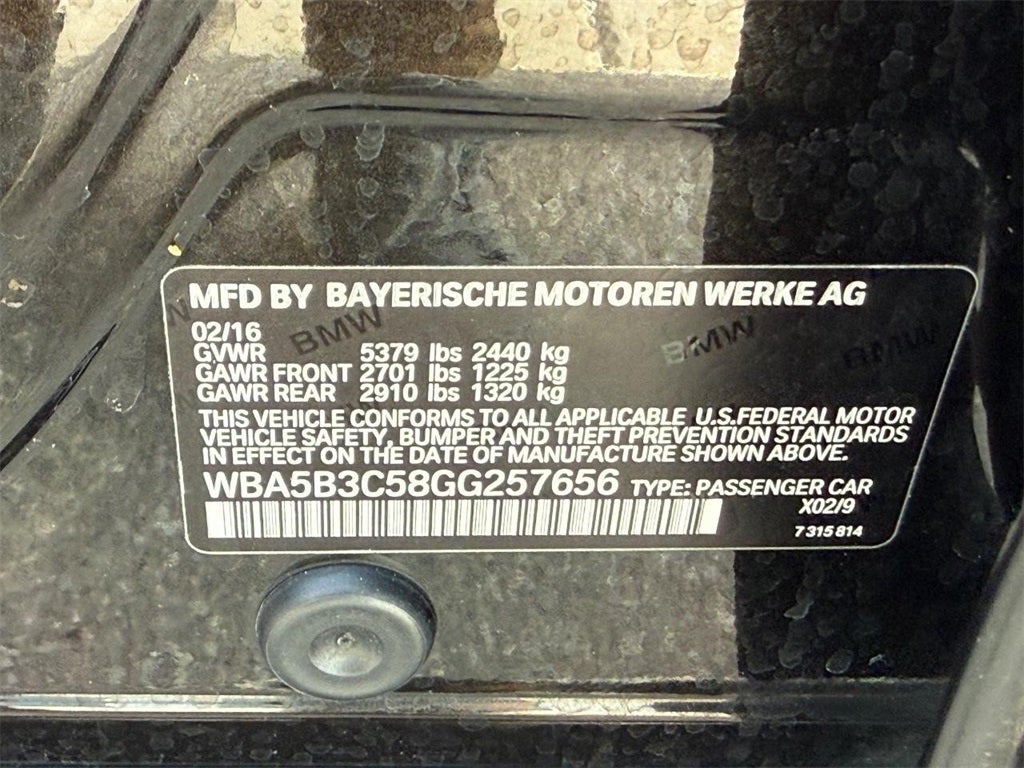 MFD BY BAYERISCHE MOTOREN WERKE AG
02/16
GVWR 5379 lbs 2440 kg
GAWR FRONT 2701 lbs 1225 kg
GAWR REAR 2910 lbs 1320 kg
THIS VEHICLE CONFORMS TO ALL APPLICABLE U.S.FEDERAL MOTOR
VEHICLE SAFETY, BUMPER AND THEFT PREVENTION STANDARDS
IN EFFECT ON THE DATE OF MANUFACTURE SHOWN ABOVE.
WBA5B3C58GG257656 TYPE: PASSENGER CAR
X02/9
7 315 814
BMW
BMW
BMW